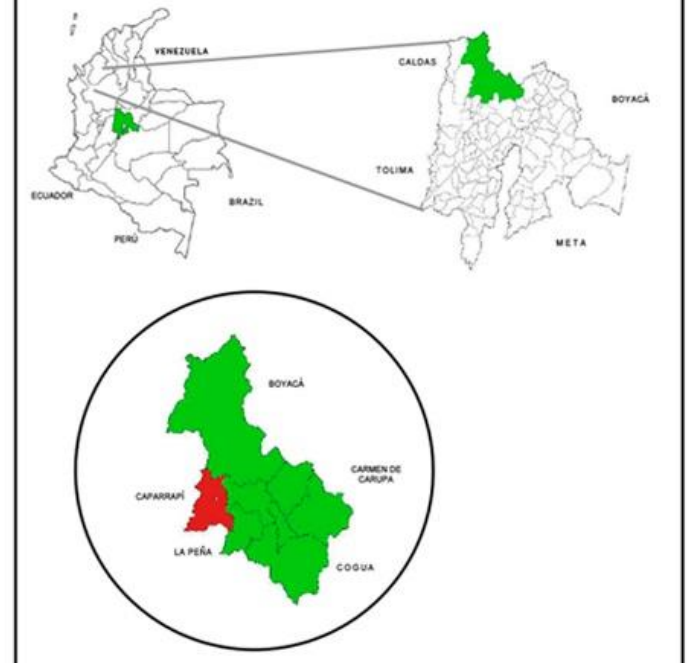 VENEZUELA
CALDAS
BOYACÁ
TOLIMA
ECUADOR
BRAZIL
PERÚ
META
BOYACÁ
CARMEN DE
CARUPA
CAPARRAPÍ
LA PEÑA
COGUA